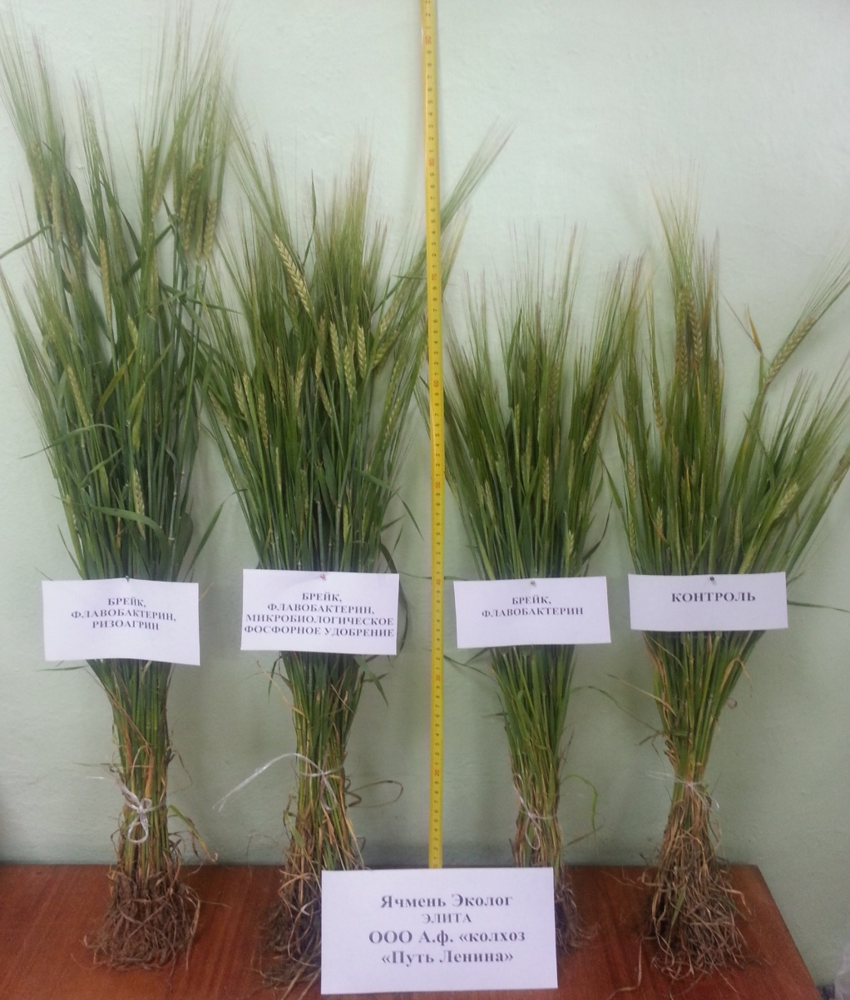 БРЕЙК,
ФЛАВОБАКТЕРИН,
РИЗОАГРИН
БРЕЙК,
ФЛАВОБАКТЕРИН,
МИКРОБИОЛОГИЧЕСКОЕ
ФОСФОРНОЕ УДОБРЕНИЕ
БРЕЙК,
ФЛАВОБАКТЕРИН
КОНТРОЛЬ
Ячмень Эколог
ЭЛИТА
ООО А.ф. «колхоз
«Путь Ленина»